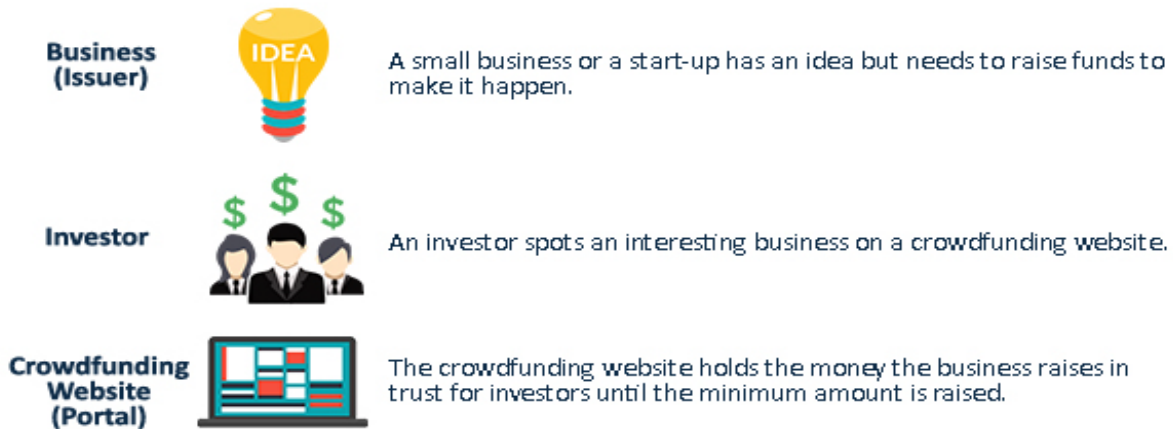 Business
(Issuer)
IDEA
A small business or a start-up has an idea but needs to raise funds to
make it happen.
Investor
$ $ $
An investor spots an interesting business on a crowdfunding website.
Crowdfunding
Website
(Portal)
The crowdfunding website holds the money the business raises in
trust for investors until the minimum amount is raised.